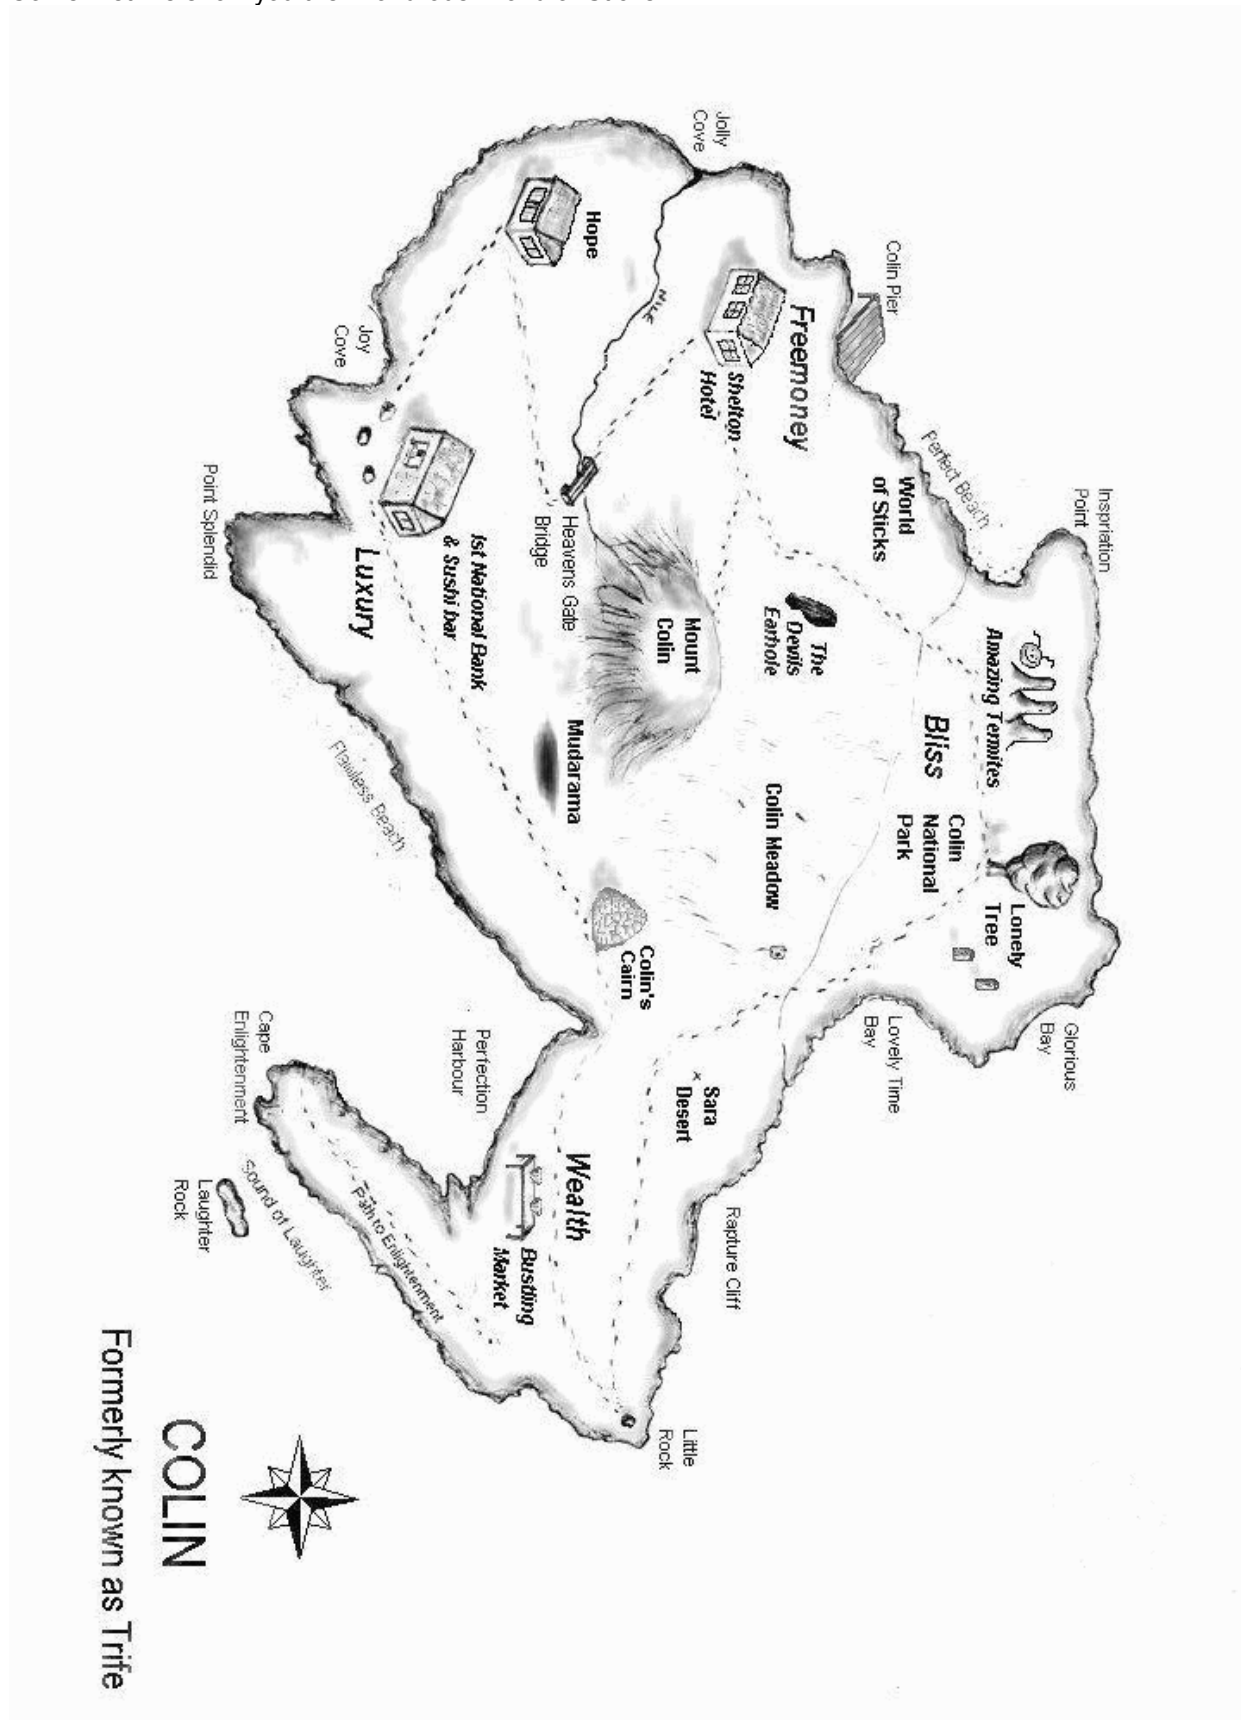 Jolly
Cove
Colin Pier
Perfect Beach
Inspriation
Point
Hope
NILE
Freemoney
Shefton
Hotel
World
of Sticks
Joy
Cove
Heavens Gate
Bridge
Mount
Colin
The
Devils
Earhole
Amazing Termites
Bliss
Colin
National
Park
Lonely
Tree
Glorious
Bay
Lovely Time
Bay
Point Splendid
Luxury
1st National Bank
& Sushi bar
Mudarama
Colin Meadow
Flawless Beach
Colin's
Cairn
Sara
Desert
Rapture Cliff
Perfection
Harbour
Cape
Enlightenment
Wealth
Bustling
Market
Path to Enlightenment
Sound of Laughter
Laughter
Rock
Little
Rock
COLIN
Formerly known as Trife